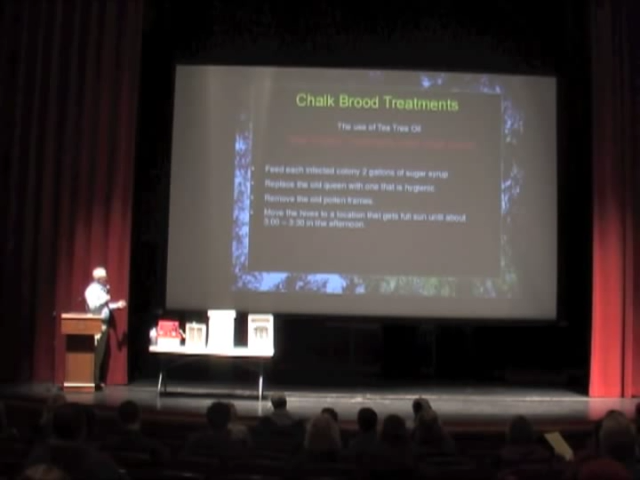 Chalk Brood Treatments
The use of Tea Tree Oil
Feed each infected colony 2 gallons of sugar syrup
Replace the old queen with one that is hygienic.
Remove the old pollen frames.
Move the hives to a location that gets full sun until about
3:00 – 3:30 in the afternoon.